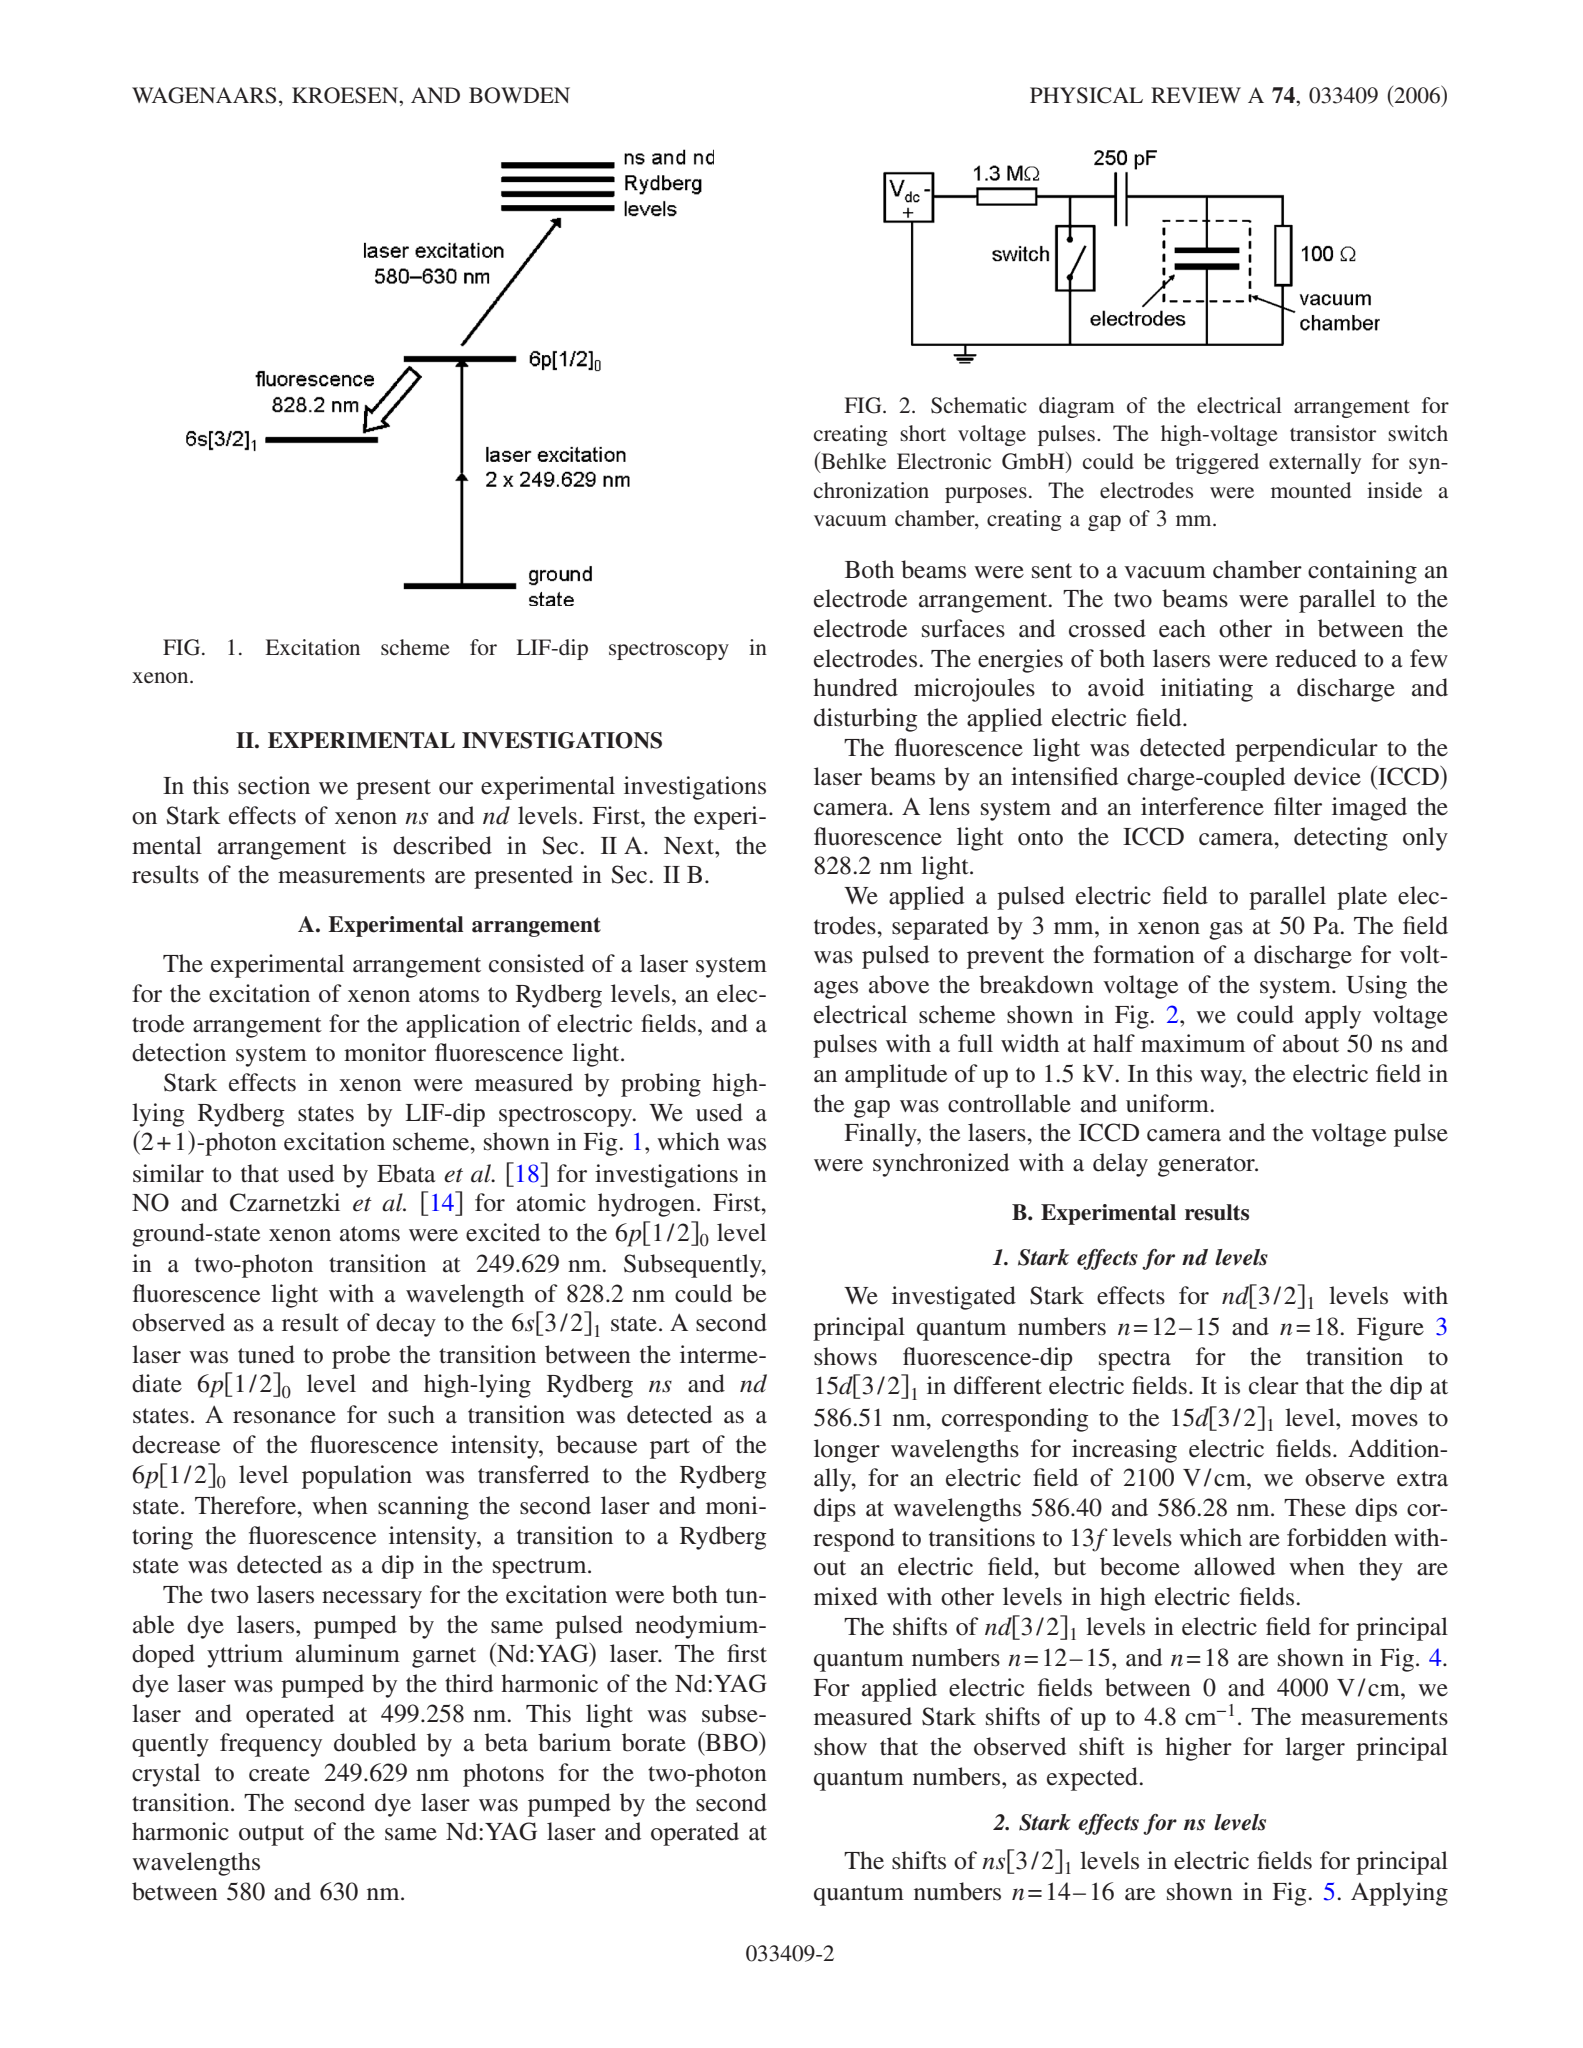 WAGENAARS, KROESEN, AND BOWDEN
PHYSICAL REVIEW A 74, 033409 (2006)
ns and nd
Rydberg
levels
laser excitation
580–630 nm
6p[1/2]0
fluorescence
828.2 nm
6s[3/2]1
laser excitation
2 x 249.629 nm
ground
state
FIG. 1. Excitation scheme for LIF-dip spectroscopy in
xenon.
II. EXPERIMENTAL INVESTIGATIONS
In this section we present our experimental investigations
on Stark effects of xenon ns and nd levels. First, the experi-
mental arrangement is described in Sec. II A. Next, the
results of the measurements are presented in Sec. II B.
A. Experimental arrangement
The experimental arrangement consisted of a laser system
for the excitation of xenon atoms to Rydberg levels, an elec-
trode arrangement for the application of electric fields, and a
detection system to monitor fluorescence light.
Stark effects in xenon were measured by probing high-
lying Rydberg states by LIF-dip spectroscopy. We used a
(2+1)-photon excitation scheme, shown in Fig. 1, which was
similar to that used by Ebata et al. [18] for investigations in
NO and Czarnetzki et al. [14] for atomic hydrogen. First,
ground-state xenon atoms were excited to the 6p[1/2]0 level
in a two-photon transition at 249.629 nm. Subsequently,
fluorescence light with a wavelength of 828.2 nm could be
observed as a result of decay to the 6s[3/2]1 state. A second
laser was tuned to probe the transition between the interme-
diate 6p[1/2]0 level and high-lying Rydberg ns and nd
states. A resonance for such a transition was detected as a
decrease of the fluorescence intensity, because part of the
6p[1/2]0 level population was transferred to the Rydberg
state. Therefore, when scanning the second laser and moni-
toring the fluorescence intensity, a transition to a Rydberg
state was detected as a dip in the spectrum.
The two lasers necessary for the excitation were both tun-
able dye lasers, pumped by the same pulsed neodymium-
doped yttrium aluminum garnet (Nd:YAG) laser. The first
dye laser was pumped by the third harmonic of the Nd:YAG
laser and operated at 499.258 nm. This light was subse-
quently frequency doubled by a beta barium borate (BBO)
crystal to create 249.629 nm photons for the two-photon
transition. The second dye laser was pumped by the second
harmonic output of the same Nd:YAG laser and operated at
wavelengths
between 580 and 630 nm.
250 pF
1.3 MΩ
Vdc -
+
switch
100 Ω
electrodes
vacuum
chamber
FIG. 2. Schematic diagram of the electrical arrangement for
creating short voltage pulses. The high-voltage transistor switch
(Behlke Electronic GmbH) could be triggered externally for syn-
chronization purposes. The electrodes were mounted inside a
vacuum chamber, creating a gap of 3 mm.
Both beams were sent to a vacuum chamber containing an
electrode arrangement. The two beams were parallel to the
electrode surfaces and crossed each other in between the
electrodes. The energies of both lasers were reduced to a few
hundred microjoules to avoid initiating a discharge and
disturbing the applied electric field.
The fluorescence light was detected perpendicular to the
laser beams by an intensified charge-coupled device (ICCD)
camera. A lens system and an interference filter imaged the
fluorescence light onto the ICCD camera, detecting only
828.2 nm light.
We applied a pulsed electric field to parallel plate elec-
trodes, separated by 3 mm, in xenon gas at 50 Pa. The field
was pulsed to prevent the formation of a discharge for volt-
ages above the breakdown voltage of the system. Using the
electrical scheme shown in Fig. 2, we could apply voltage
pulses with a full width at half maximum of about 50 ns and
an amplitude of up to 1.5 kV. In this way, the electric field in
the gap was controllable and uniform.
Finally, the lasers, the ICCD camera and the voltage pulse
were synchronized with a delay generator.
B. Experimental results
1. Stark effects for nd levels
We investigated Stark effects for nd[3/2]1 levels with
principal quantum numbers n=12–15 and n=18. Figure 3
shows fluorescence-dip spectra for the transition to
15d[3/2]1 in different electric fields. It is clear that the dip at
586.51 nm, corresponding to the 15d[3/2]1 level, moves to
longer wavelengths for increasing electric fields. Addition-
ally, for an electric field of 2100 V/cm, we observe extra
dips at wavelengths 586.40 and 586.28 nm. These dips cor-
respond to transitions to 13f levels which are forbidden with-
out an electric field, but become allowed when they are
mixed with other levels in high electric fields.
The shifts of nd[3/2]1 levels in electric field for principal
quantum numbers n=12–15, and n=18 are shown in Fig. 4.
For applied electric fields between 0 and 4000 V/cm, we
measured Stark shifts of up to 4.8 cm−1. The measurements
show that the observed shift is higher for larger principal
quantum numbers, as expected.
2. Stark effects for ns levels
The shifts of ns[3/2]1 levels in electric fields for principal
quantum numbers n=14–16 are shown in Fig. 5. Applying
033409-2